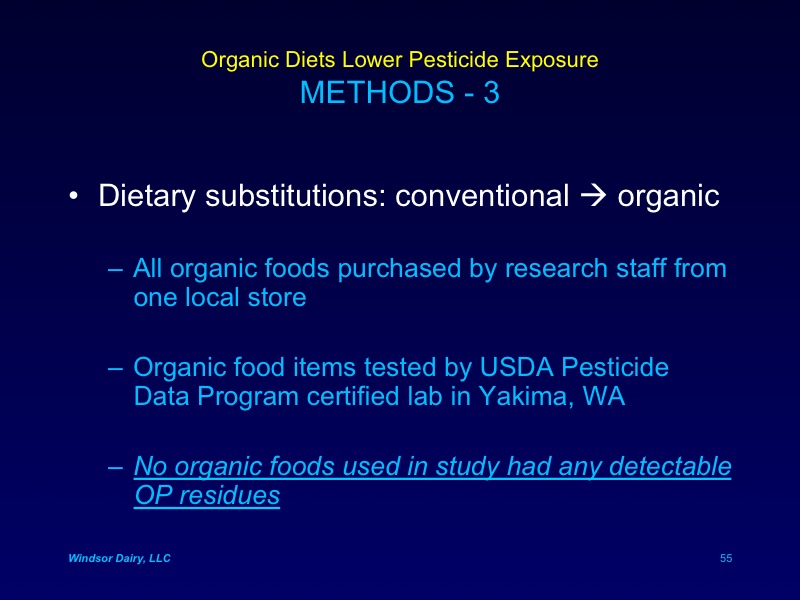 Organic Diets Lower Pesticide Exposure
METHODS - 3
• Dietary substitutions: conventional → organic
– All organic foods purchased by research staff from
one local store
– Organic food items tested by USDA Pesticide
Data Program certified lab in Yakima, WA
– No organic foods used in study had any detectable
OP residues
Windsor Dairy, LLC
55